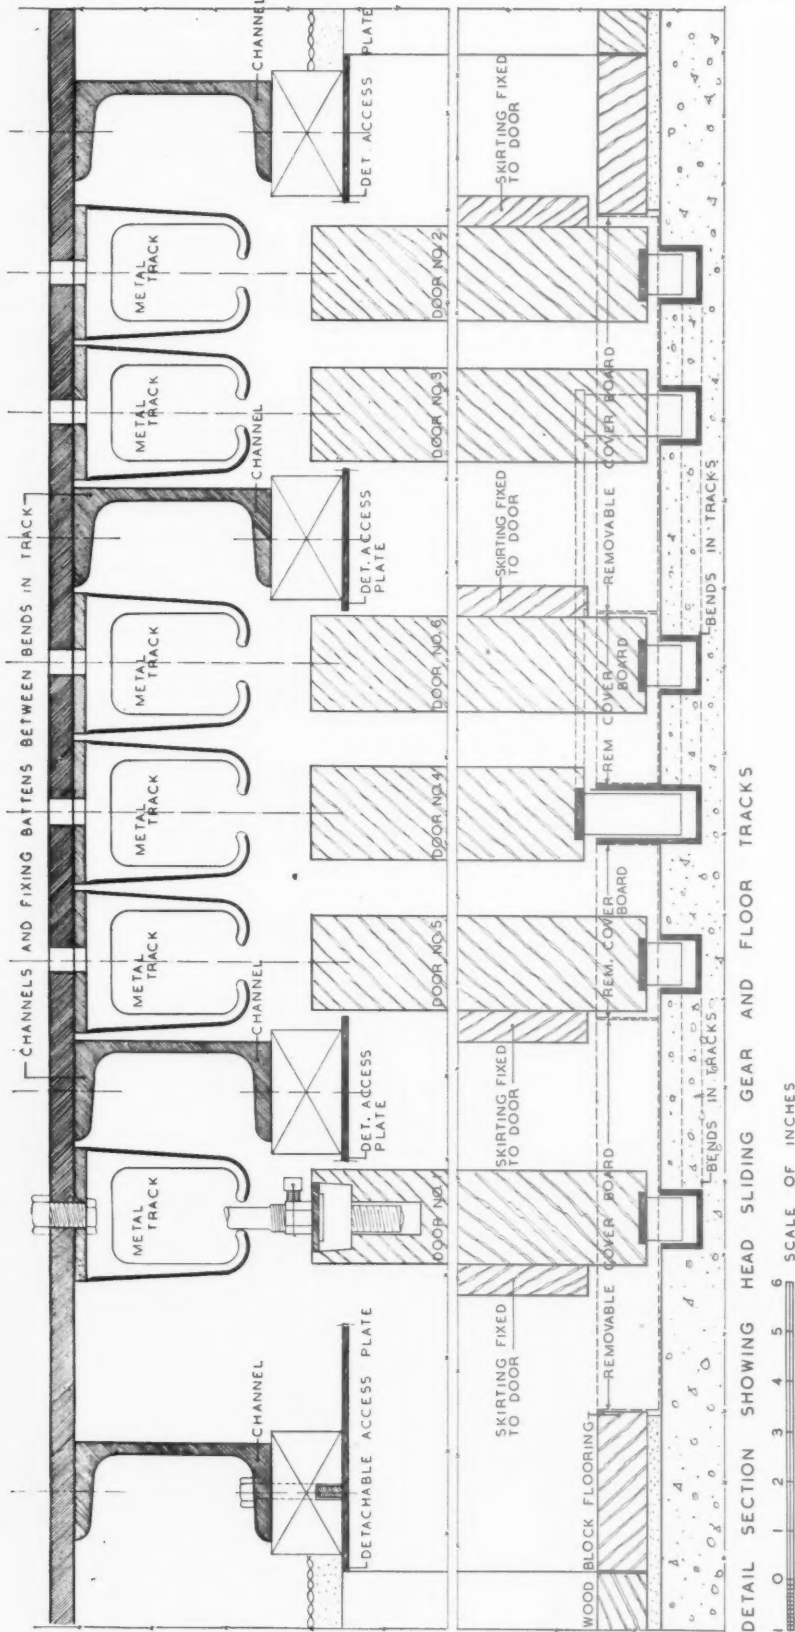 CHANNELS AND FIXING BATTENS BETWEEN BENDS IN TRACK
METAL
TRACK
METAL
TRACK
METAL
TRACK
METAL
TRACK
METAL
TRACK
METAL
TRACK
CHANNEL
CHANNEL
CHANNEL
CHANNEL
DETACHABLE ACCESS PLATE
DET. ACCESS
PLATE
DET. ACCESS
PLATE
DET. ACCESS PLATE
DOOR NO.1
DOOR NO.5
DOOR NO.4
DOOR NO.6
DOOR NO.3
DOOR NO.2
SKIRTING FIXED
TO DOOR
SKIRTING FIXED
TO DOOR
SKIRTING FIXED
TO DOOR
SKIRTING FIXED
TO DOOR
WOOD BLOCK FLOORING
REMOVABLE COVER BOARD
REM. COVER
BOARD
REM COVER
BOARD
REMOVABLE COVER BOARD
BENDS IN TRACKS
BENDS IN TRACKS
DETAIL SECTION SHOWING HEAD SLIDING GEAR AND FLOOR TRACKS
1 0 1 2 3 4 5 6
SCALE OF INCHES